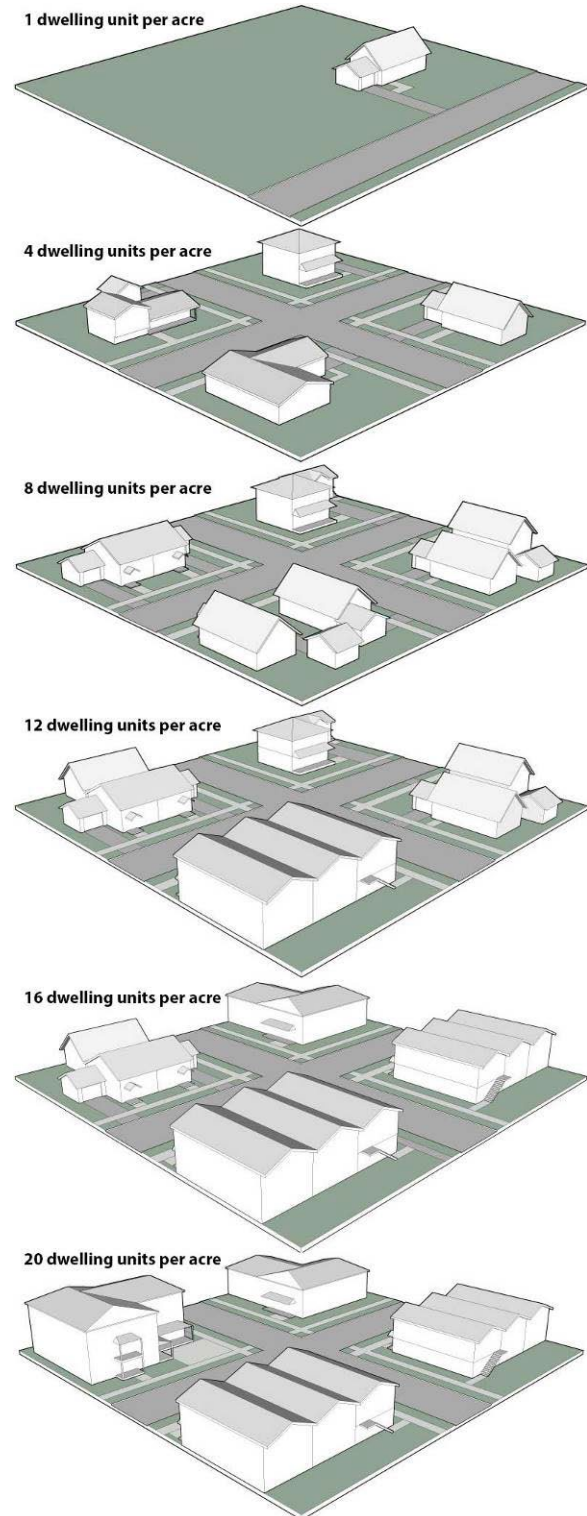 1 dwelling unit per acre
4 dwelling units per acre
8 dwelling units per acre
12 dwelling units per acre
16 dwelling units per acre
20 dwelling units per acre